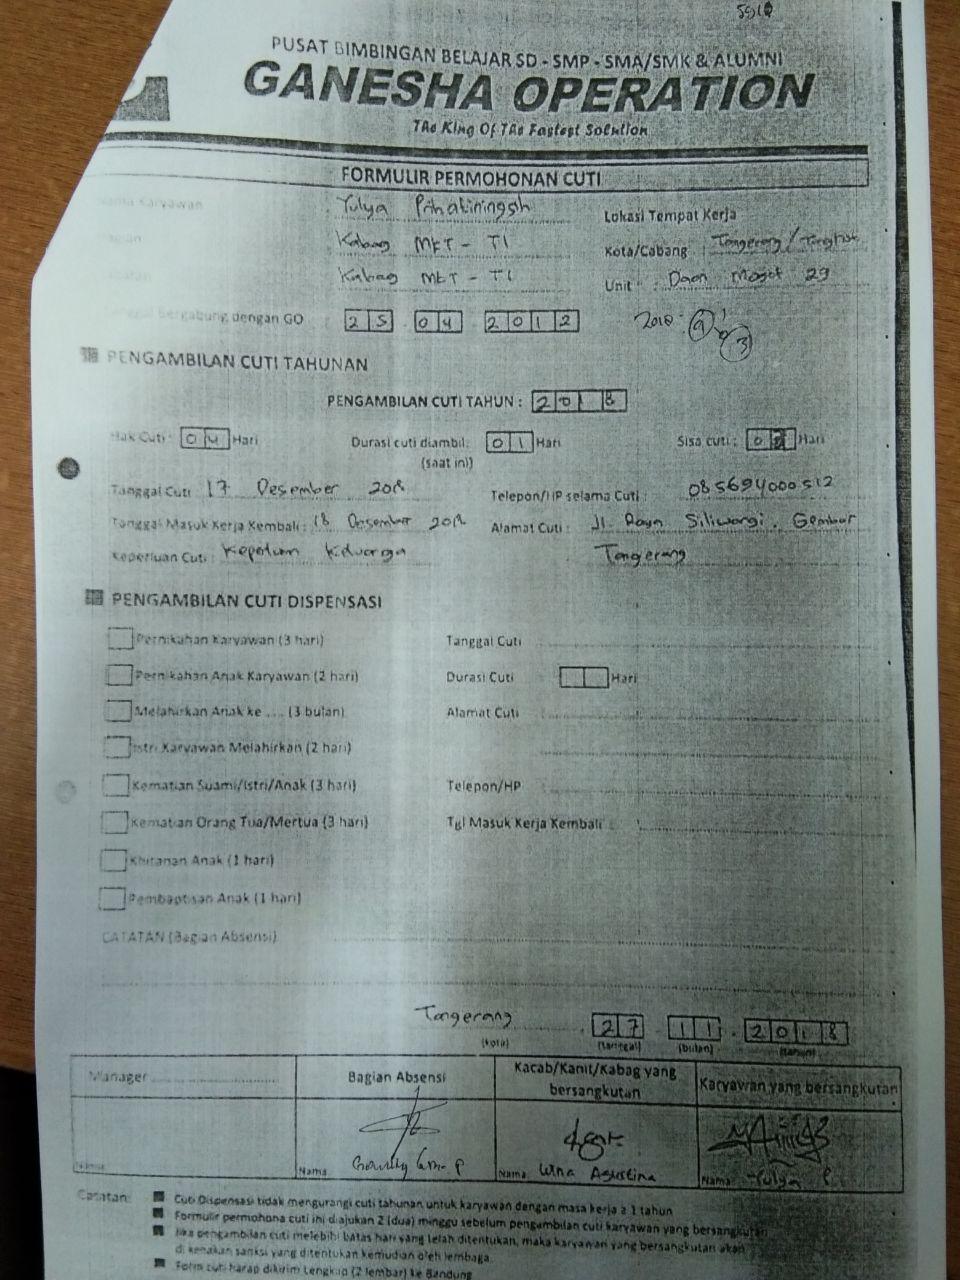 PUSAT BIMBINGAN BELAJAR SD - SMP - SMA/SMK & ALUMNI
GANESHA OPERATION
The King Of The Fastest Solution
FORMULIR PERMOHONAN CUTI
Nama Karyawan Yulya Lokasi Tempat Kerja
Kabag MKT - TI Kota/Cabang : Tangerang /
Kabag MKT - TI Unit : Daan Mogot 29
Bergabung dengan GO 25 04 2012 2018
PENGAMBILAN CUTI TAHUNAN
PENGAMBILAN CUTI TAHUN : 2018
Hak Cuti : 04 Hari Durasi cuti diambil: 01 Hari Sisa cuti : Hari
(saat ini)
Tanggal Cuti : 17 Desember 2018 Telepon/HP selama Cuti : 085694000512
Tanggal Masuk Kerja Kembali : 18 Desember 2018 Alamat Cuti : Jl. Raya Siliwangi. Gembor
Keperluan Cuti : Keperluan Keluarga Tangerang
PENGAMBILAN CUTI DISPENSASI
Pernikahan Karyawan (3 hari) Tanggal Cuti
Pernikahan Anak Karyawan (2 hari) Durasi Cuti Hari
Melahirkan Anak ke .... (3 bulan) Alamat Cuti :
Istri Karyawan Melahirkan (2 hari)
Kematian Suami/Istri/Anak (3 hari) Telepon/HP
Kematian Orang Tua/Mertua (3 hari) Tgl Masuk Kerja Kembali :
Khitanan Anak (1 hari)
Pembaptisan Anak (1 hari)
CATATAN (Bagian Absensi)
Tangerang 27 11 2018
(kota) (tanggal) (bulan) (tahun)
Manager Bagian Absensi Kacab/Kanit/Kabag yang bersangkutan Karyawan yang bersangkutan
Nama Nama Nama Wina Agustina Nama Yulya P.
Catatan: Cuti Dispensasi tidak mengurangi cuti tahunan untuk karyawan dengan masa kerja ≥ 1 tahun
Formulir permohona cuti ini diajukan 2 (dua) minggu sebelum pengambilan cuti karyawan yang bersangkutan
Jika pengambilan cuti melebihi batas hari yang telah ditentukan, maka karyawan yang bersangkutan akan
di kenakan sanksi yang ditentukan kemudian oleh lembaga
Form cuti harap dikirim Lengkap (2 lembar) ke Bandung